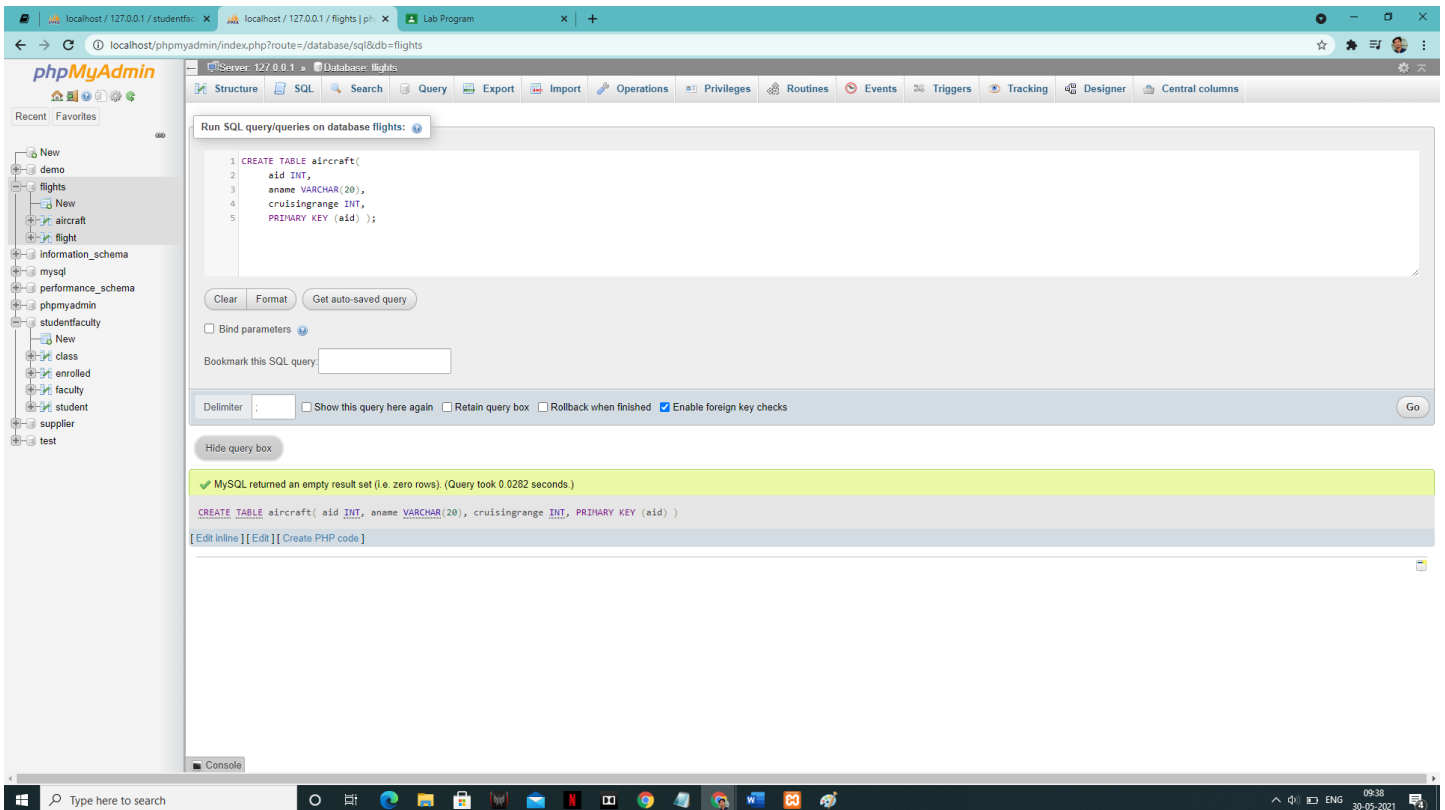 localhost / 127.0.0.1 / studentfac
localhost / 127.0.0.1 / flights | ph
Lab Program
localhost/phpmyadmin/index.php?route=/database/sql&db=flights
phpMyAdmin
Recent Favorites
New
demo
flights
New
aircraft
flight
information_schema
mysql
performance_schema
phpmyadmin
studentfaculty
New
class
enrolled
faculty
student
supplier
test
Server: 127.0.0.1 » Database: flights
Structure SQL Search Query Export Import Operations Privileges Routines Events Triggers Tracking Designer Central columns
Run SQL query/queries on database flights:
1 CREATE TABLE aircraft(
2 aid INT,
3 aname VARCHAR(20),
4 cruisingrange INT,
5 PRIMARY KEY (aid) );
Clear Format Get auto-saved query
Bind parameters
Bookmark this SQL query:
Delimiter ; Show this query here again Retain query box Rollback when finished Enable foreign key checks Go
Hide query box
MySQL returned an empty result set (i.e. zero rows). (Query took 0.0282 seconds.)
CREATE TABLE aircraft( aid INT, aname VARCHAR(20), cruisingrange INT, PRIMARY KEY (aid) )
[ Edit inline ] [ Edit ] [ Create PHP code ]
Console
Type here to search
ENG
09:38
30-05-2021